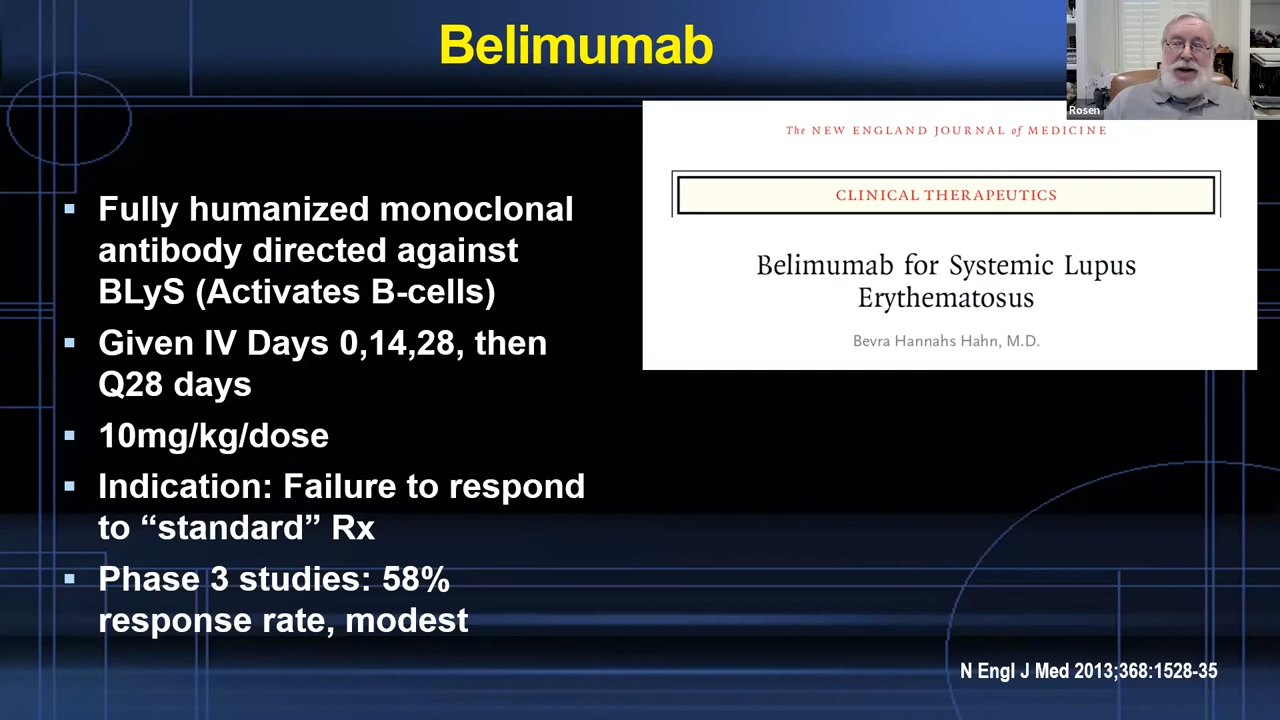 Belimumab
Rosen
▪ Fully humanized monoclonal
antibody directed against
BLyS (Activates B-cells)
▪ Given IV Days 0,14,28, then
Q28 days
▪ 10mg/kg/dose
▪ Indication: Failure to respond
to “standard” Rx
▪ Phase 3 studies: 58%
response rate, modest
The NEW ENGLAND JOURNAL of MEDICINE
CLINICAL THERAPEUTICS
Belimumab for Systemic Lupus
Erythematosus
Bevra Hannahs Hahn, M.D.
N Engl J Med 2013;368:1528-35